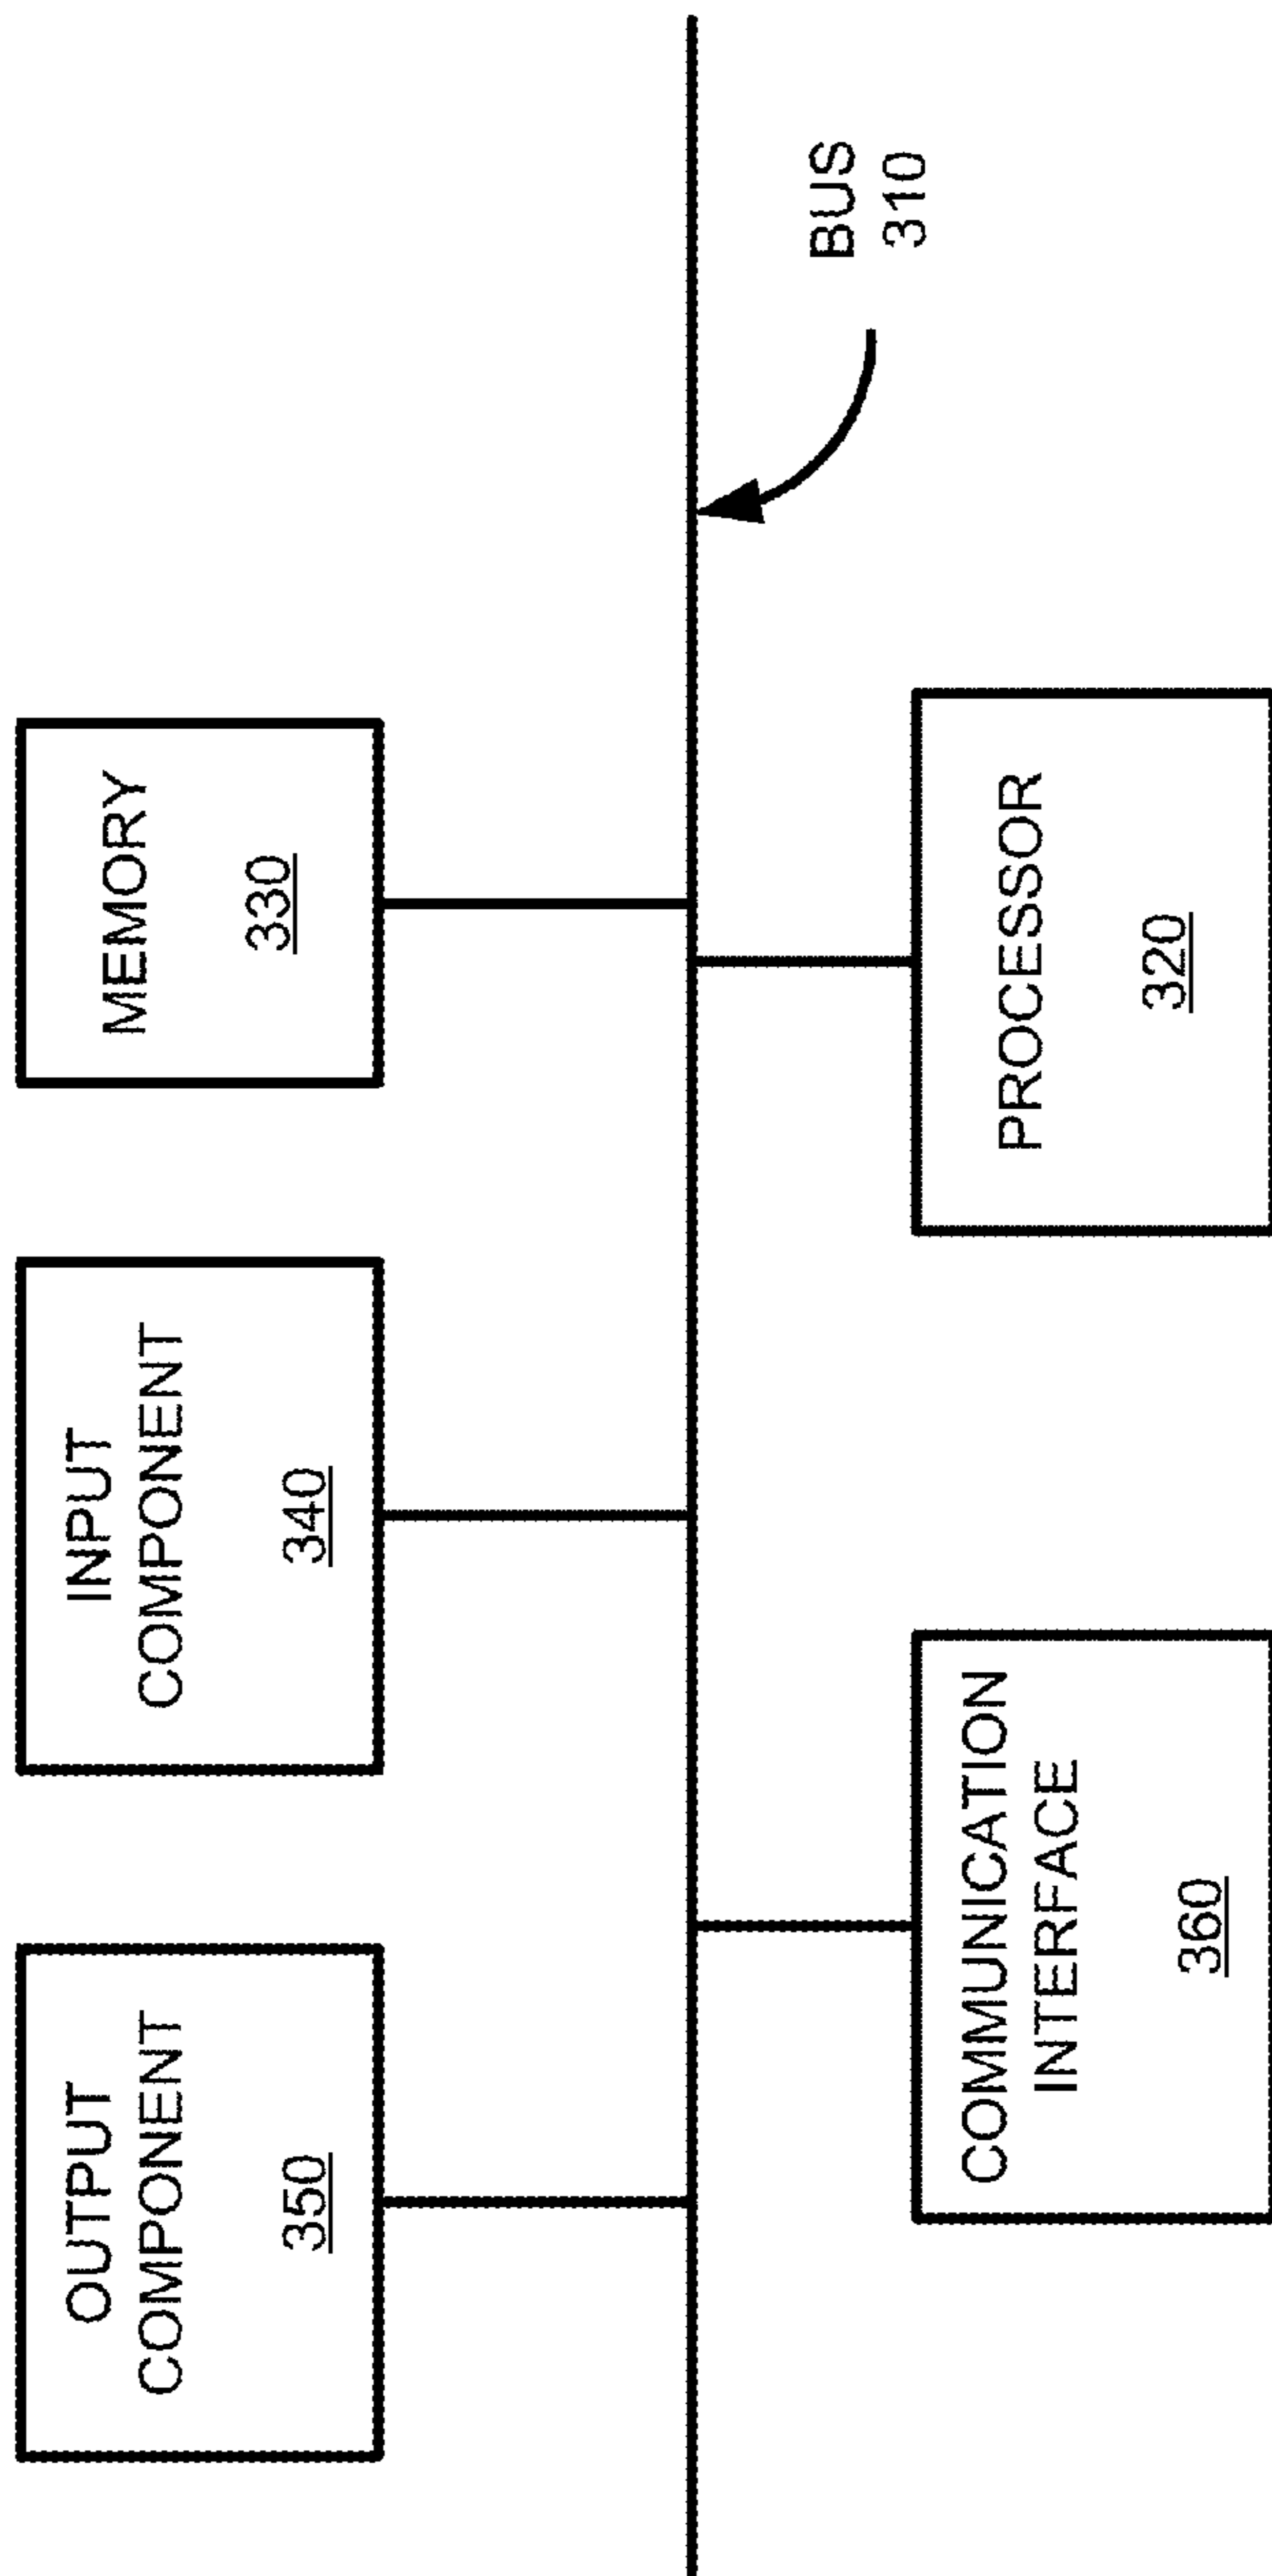 OUTPUT
COMPONENT
350
INPUT
COMPONENT
340
MEMORY
330
BUS
310
COMMUNICATION
INTERFACE
360
PROCESSOR
320